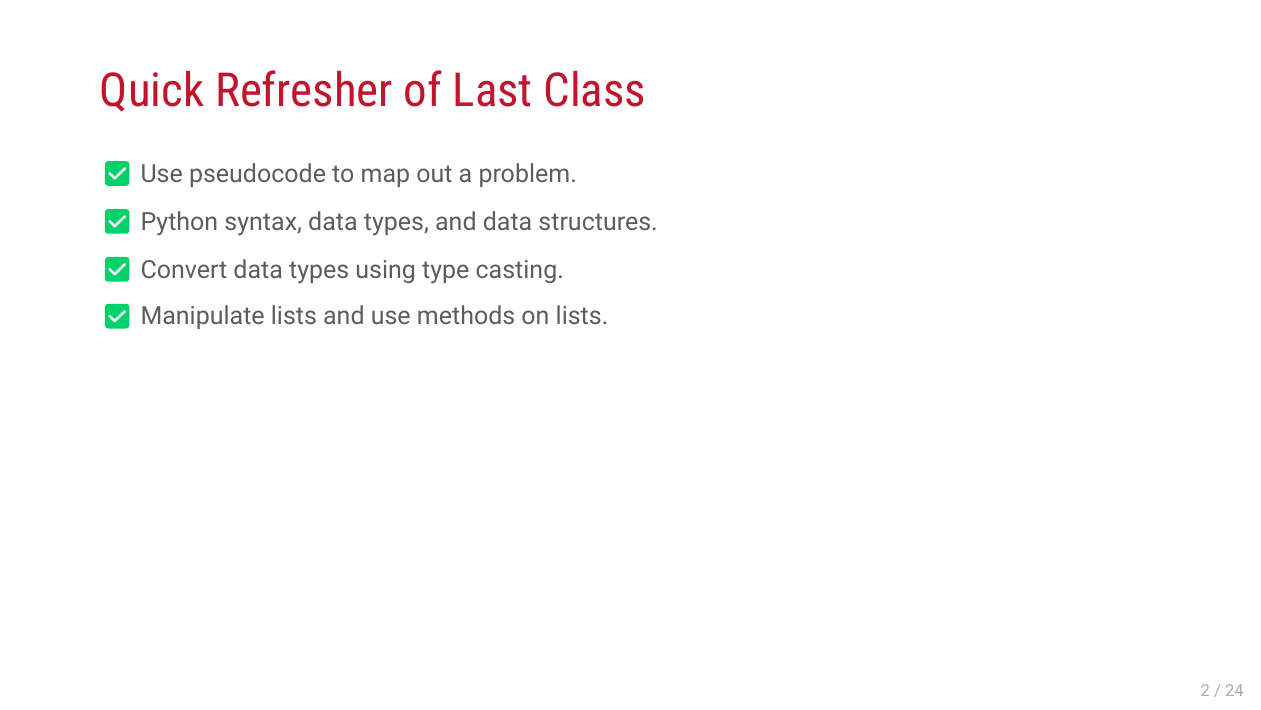 Quick Refresher of Last Class
Use pseudocode to map out a problem.
Python syntax, data types, and data structures.
Convert data types using type casting.
Manipulate lists and use methods on lists.
2 / 24